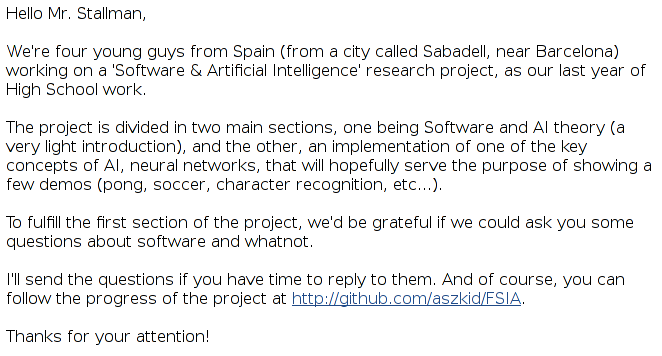 Hello Mr. Stallman,
We're four young guys from Spain (from a city called Sabadell, near Barcelona)
working on a 'Software & Artificial Intelligence' research project, as our last year of
High School work.
The project is divided in two main sections, one being Software and AI theory (a
very light introduction), and the other, an implementation of one of the key
concepts of AI, neural networks, that will hopefully serve the purpose of showing a
few demos (pong, soccer, character recognition, etc...).
To fulfill the first section of the project, we'd be grateful if we could ask you some
questions about software and whatnot.
I'll send the questions if you have time to reply to them. And of course, you can
follow the progress of the project at http://github.com/aszkid/FSIA.
Thanks for your attention!